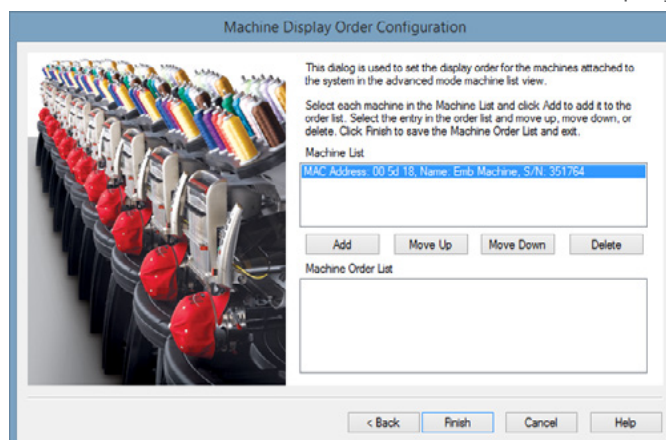 Machine Display Order Configuration
This dialog is used to set the display order for the machines attached to
the system in the advanced mode machine list view.
Select each machine in the Machine List and click Add to add it to the
order list. Select the entry in the order list and move up, move down, or
delete. Click Finish to save the Machine Order List and exit.
Machine List
MAC Address: 00 5d 18, Name: Emb Machine, S/N: 351764
Add Move Up Move Down Delete
Machine Order List
< Back Finish Cancel Help